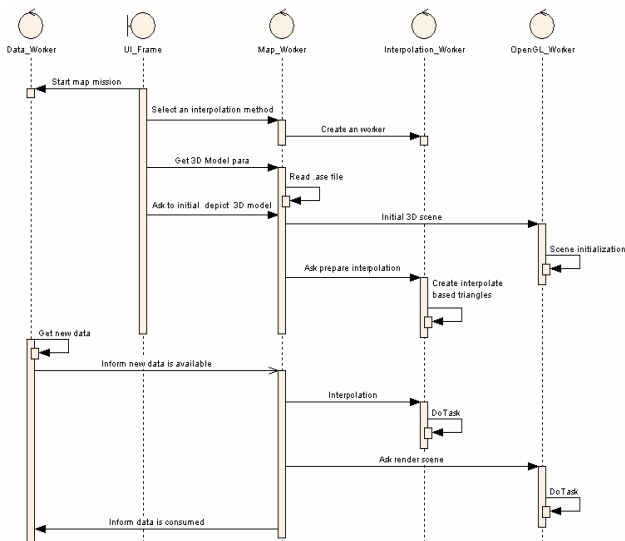 Data_Worker
UI_Frame
Map_Worker
Interpolation_Worker
OpenGL_Worker
Start map mission
Select an interpolation method
Create an worker
Get 3D Model para
Read .ase file
Ask to initial depict 3D model
Initial 3D scene
Scene initialization
Ask prepare interpolation
Create interpolate
based triangles
Get new data
Inform new data is available
Interpolation
DoTask
Ask render scene
DoTask
Inform data is consumed